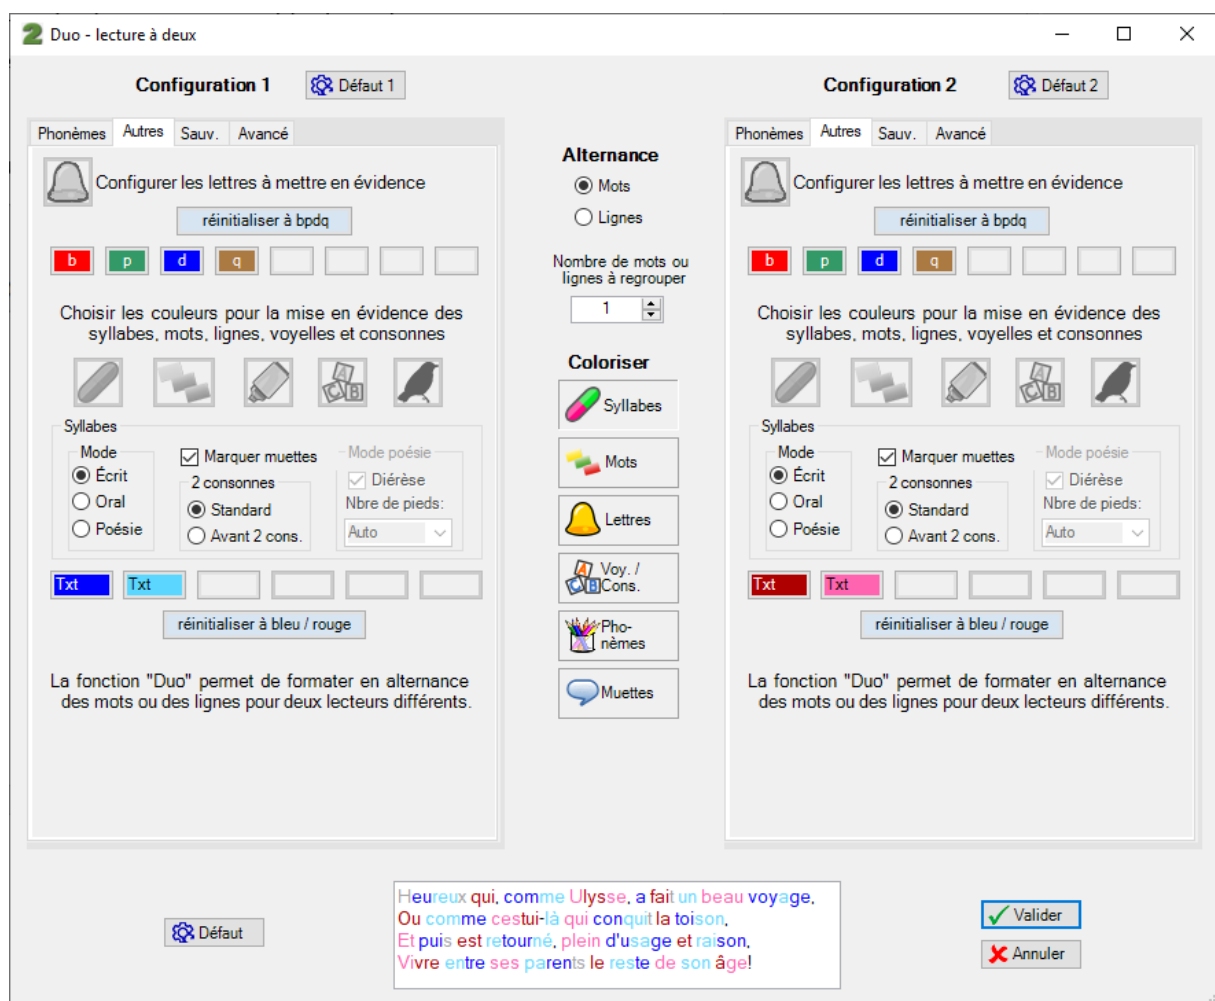 Duo - lecture à deux
Configuration 1
Défaut 1
Configuration 2
Défaut 2
Phonèmes Autres Sauv. Avancé
Configurer les lettres à mettre en évidence
réinitialiser à bpdq
b p d q
Choisir les couleurs pour la mise en évidence des
syllabes, mots, lignes, voyelles et consonnes
Syllabes
Mode
Écrit
Oral
Poésie
Marquer muettes
2 consonnes
Standard
Avant 2 cons.
Mode poésie
Diérèse
Nbre de pieds:
Auto
Txt Txt
réinitialiser à bleu / rouge
La fonction "Duo" permet de formater en alternance
des mots ou des lignes pour deux lecteurs différents.
Alternance
Mots
Lignes
Nombre de mots ou
lignes à regrouper
1
Coloriser
Syllabes
Mots
Lettres
Voy. /
Cons.
Pho-
nèmes
Muettes
Phonèmes Autres Sauv. Avancé
Configurer les lettres à mettre en évidence
réinitialiser à bpdq
b p d q
Choisir les couleurs pour la mise en évidence des
syllabes, mots, lignes, voyelles et consonnes
Syllabes
Mode
Écrit
Oral
Poésie
Marquer muettes
2 consonnes
Standard
Avant 2 cons.
Mode poésie
Diérèse
Nbre de pieds:
Auto
Txt Txt
réinitialiser à bleu / rouge
La fonction "Duo" permet de formater en alternance
des mots ou des lignes pour deux lecteurs différents.
Défaut
Heureux qui, comme Ulysse, a fait un beau voyage,
Ou comme cestui-là qui conquit la toison,
Et puis est retourné, plein d'usage et raison,
Vivre entre ses parents le reste de son âge!
Valider
Annuler